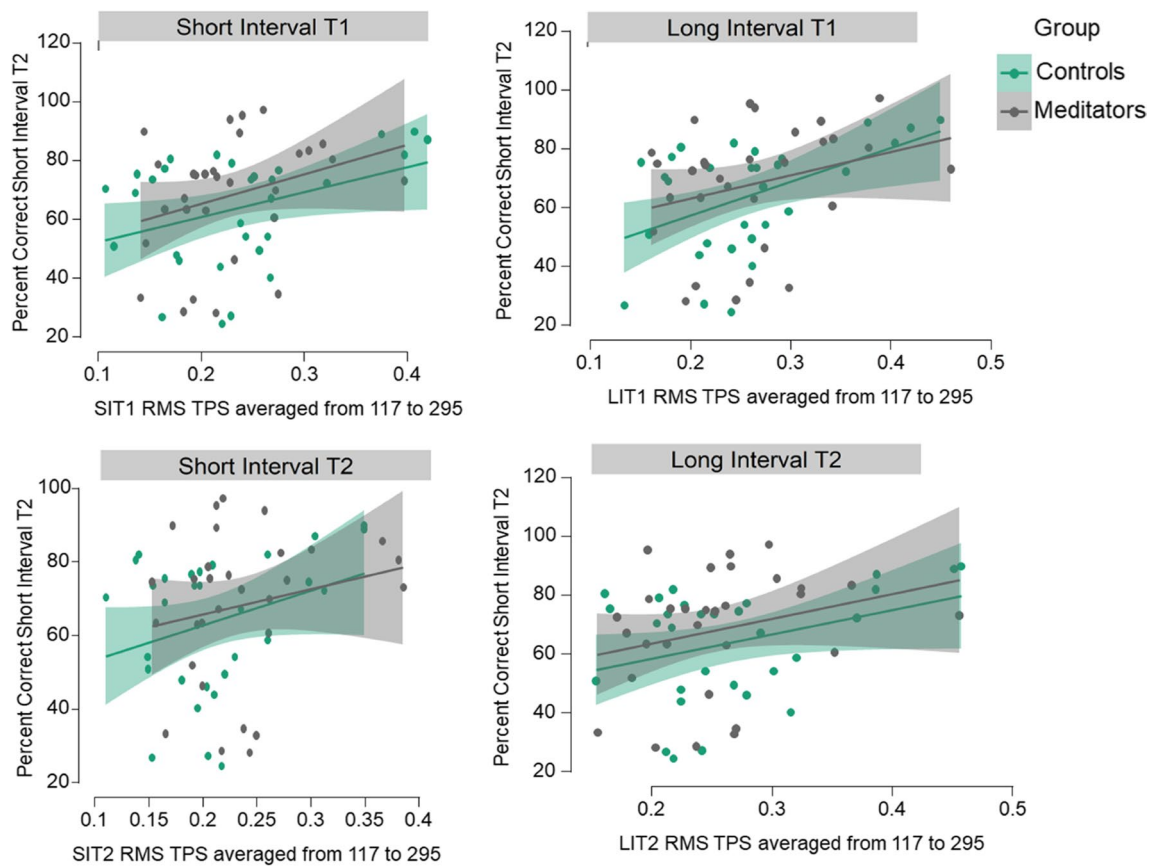 Short Interval T1
Percent Correct Short Interval T2
120
100
80
60
40
20
0.1 0.2 0.3 0.4
SIT1 RMS TPS averaged from 117 to 295
Long Interval T1
Percent Correct Short Interval T2
120
100
80
60
40
20
0.1 0.2 0.3 0.4 0.5
LIT1 RMS TPS averaged from 117 to 295
Group
Controls
Meditators
Short Interval T2
Percent Correct Short Interval T2
100
80
60
40
20
0.1 0.15 0.2 0.25 0.3 0.35 0.4
SIT2 RMS TPS averaged from 117 to 295
Long Interval T2
Percent Correct Short Interval T2
120
100
80
60
40
20
0.2 0.3 0.4 0.5
LIT2 RMS TPS averaged from 117 to 295